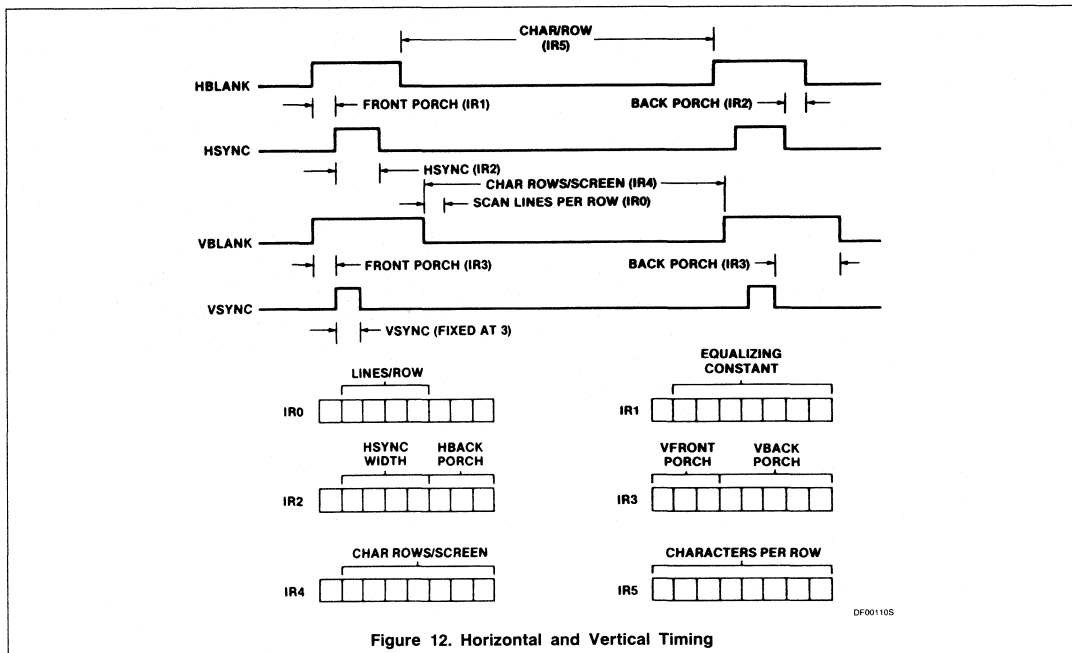 CHAR/ROW
(IR5)
HBLANK
FRONT PORCH (IR1)
BACK PORCH (IR2)
HSYNC
HSYNC (IR2)
CHAR ROWS/SCREEN (IR4)
SCAN LINES PER ROW (IR0)
VBLANK
FRONT PORCH (IR3)
BACK PORCH (IR3)
VSYNC
VSYNC (FIXED AT 3)
LINES/ROW
IR0
EQUALIZING
CONSTANT
IR1
HSYNC
WIDTH
HBACK
PORCH
IR2
VFRONT
PORCH
VBACK
PORCH
IR3
CHAR ROWS/SCREEN
IR4
CHARACTERS PER ROW
IR5
DF00110S
Figure 12. Horizontal and Vertical Timing